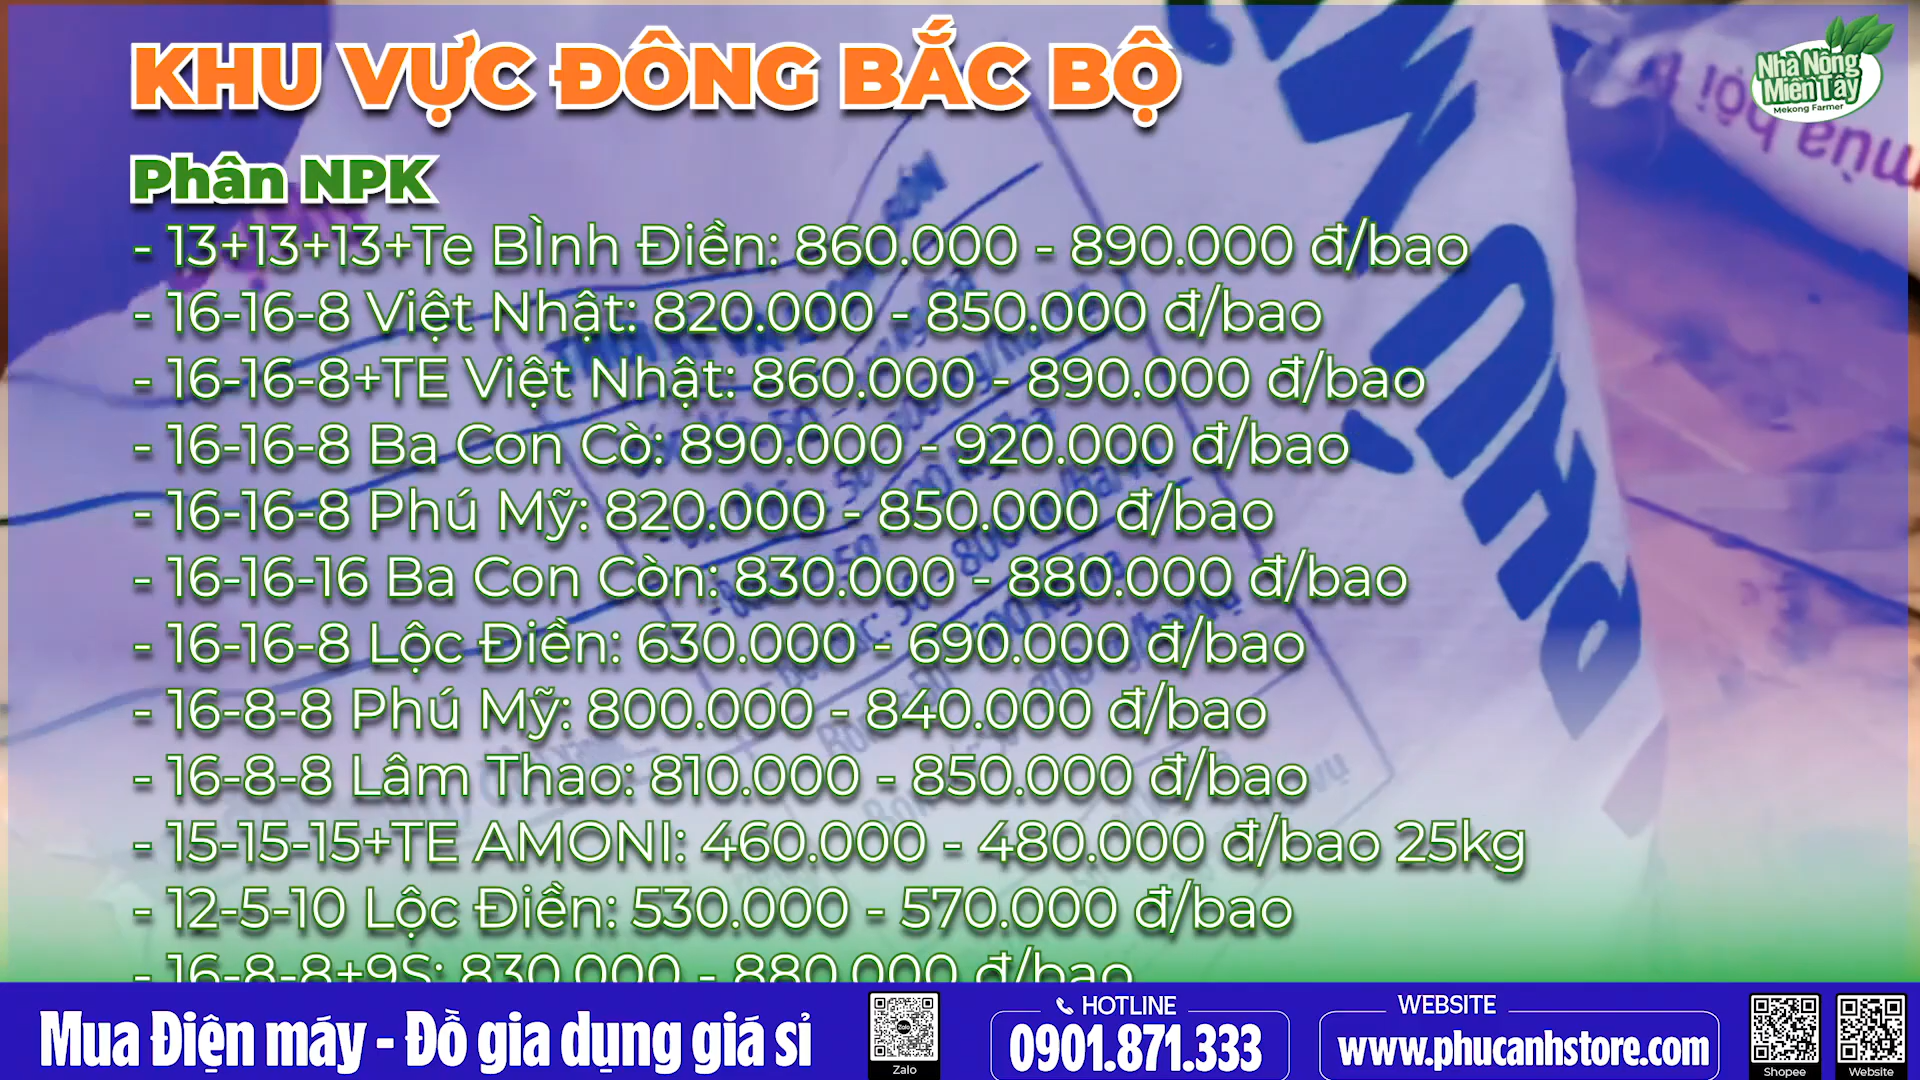 KHU VỰC ĐÔNG BẮC BỘ
Nhà Nông
Miền Tây
Mekong Farmer
Phân NPK
- 13+13+13+Te BÌnh Điền: 860.000 - 890.000 đ/bao
- 16-16-8 Việt Nhật: 820.000 - 850.000 đ/bao
- 16-16-8+TE Việt Nhật: 860.000 - 890.000 đ/bao
- 16-16-8 Ba Con Cò: 890.000 - 920.000 đ/bao
- 16-16-8 Phú Mỹ: 820.000 - 850.000 đ/bao
- 16-16-16 Ba Con Còn: 830.000 - 880.000 đ/bao
- 16-16-8 Lộc Điền: 630.000 - 690.000 đ/bao
- 16-8-8 Phú Mỹ: 800.000 - 840.000 đ/bao
- 16-8-8 Lâm Thao: 810.000 - 850.000 đ/bao
- 15-15-15+TE AMONI: 460.000 - 480.000 đ/bao 25kg
- 12-5-10 Lộc Điền: 530.000 - 570.000 đ/bao
- 16-8-8+9S: 830.000 - 880.000 đ/bao
Mua Điện máy - Đồ gia dụng giá sỉ
Zalo
HOTLINE
0901.871.333
WEBSITE
www.phucanhstore.com
Shopee
Website